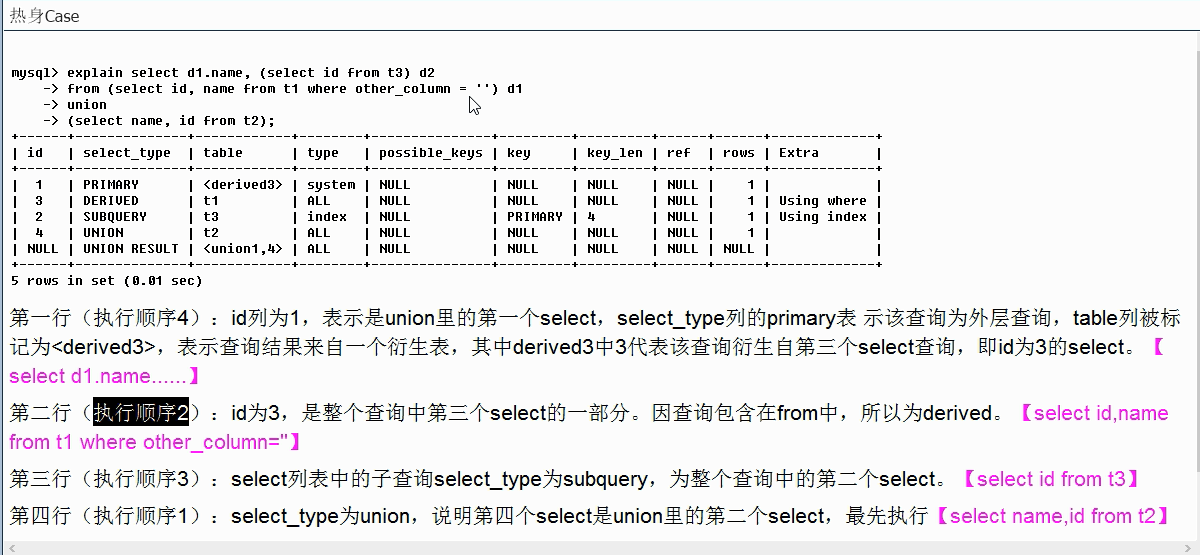 热身Case
mysql> explain select d1.name, (select id from t3) d2
-> from (select id, name from t1 where other_column = '') d1
-> union
-> (select name, id from t2);
+------+--------------+------------+--------+---------------+---------+---------+------+------+-------------+
| id | select_type | table | type | possible_keys | key | key_len | ref | rows | Extra |
+------+--------------+------------+--------+---------------+---------+---------+------+------+-------------+
| 1 | PRIMARY | <derived3> | system | NULL | NULL | NULL | NULL | 1 | |
| 3 | DERIVED | t1 | ALL | NULL | NULL | NULL | NULL | 1 | Using where |
| 2 | SUBQUERY | t3 | index | NULL | PRIMARY | 4 | NULL | 1 | Using index |
| 4 | UNION | t2 | ALL | NULL | NULL | NULL | NULL | 1 | |
| NULL | UNION RESULT | <union1,4> | ALL | NULL | NULL | NULL | NULL | NULL | |
+------+--------------+------------+--------+---------------+---------+---------+------+------+-------------+
5 rows in set (0.01 sec)
第一行（执行顺序4）：id列为1，表示是union里的第一个select，select_type列的primary表 示该查询为外层查询，table列被标
记为<derived3>，表示查询结果来自一个衍生表，其中derived3中3代表该查询衍生自第三个select查询，即id为3的select。【
select d1.name......】
第二行（执行顺序2）：id为3，是整个查询中第三个select的一部分。因查询包含在from中，所以为derived。【select id,name
from t1 where other_column=''】
第三行（执行顺序3）：select列表中的子查询select_type为subquery，为整个查询中的第二个select。【select id from t3】
第四行（执行顺序1）：select_type为union，说明第四个select是union里的第二个select，最先执行【select name,id from t2】